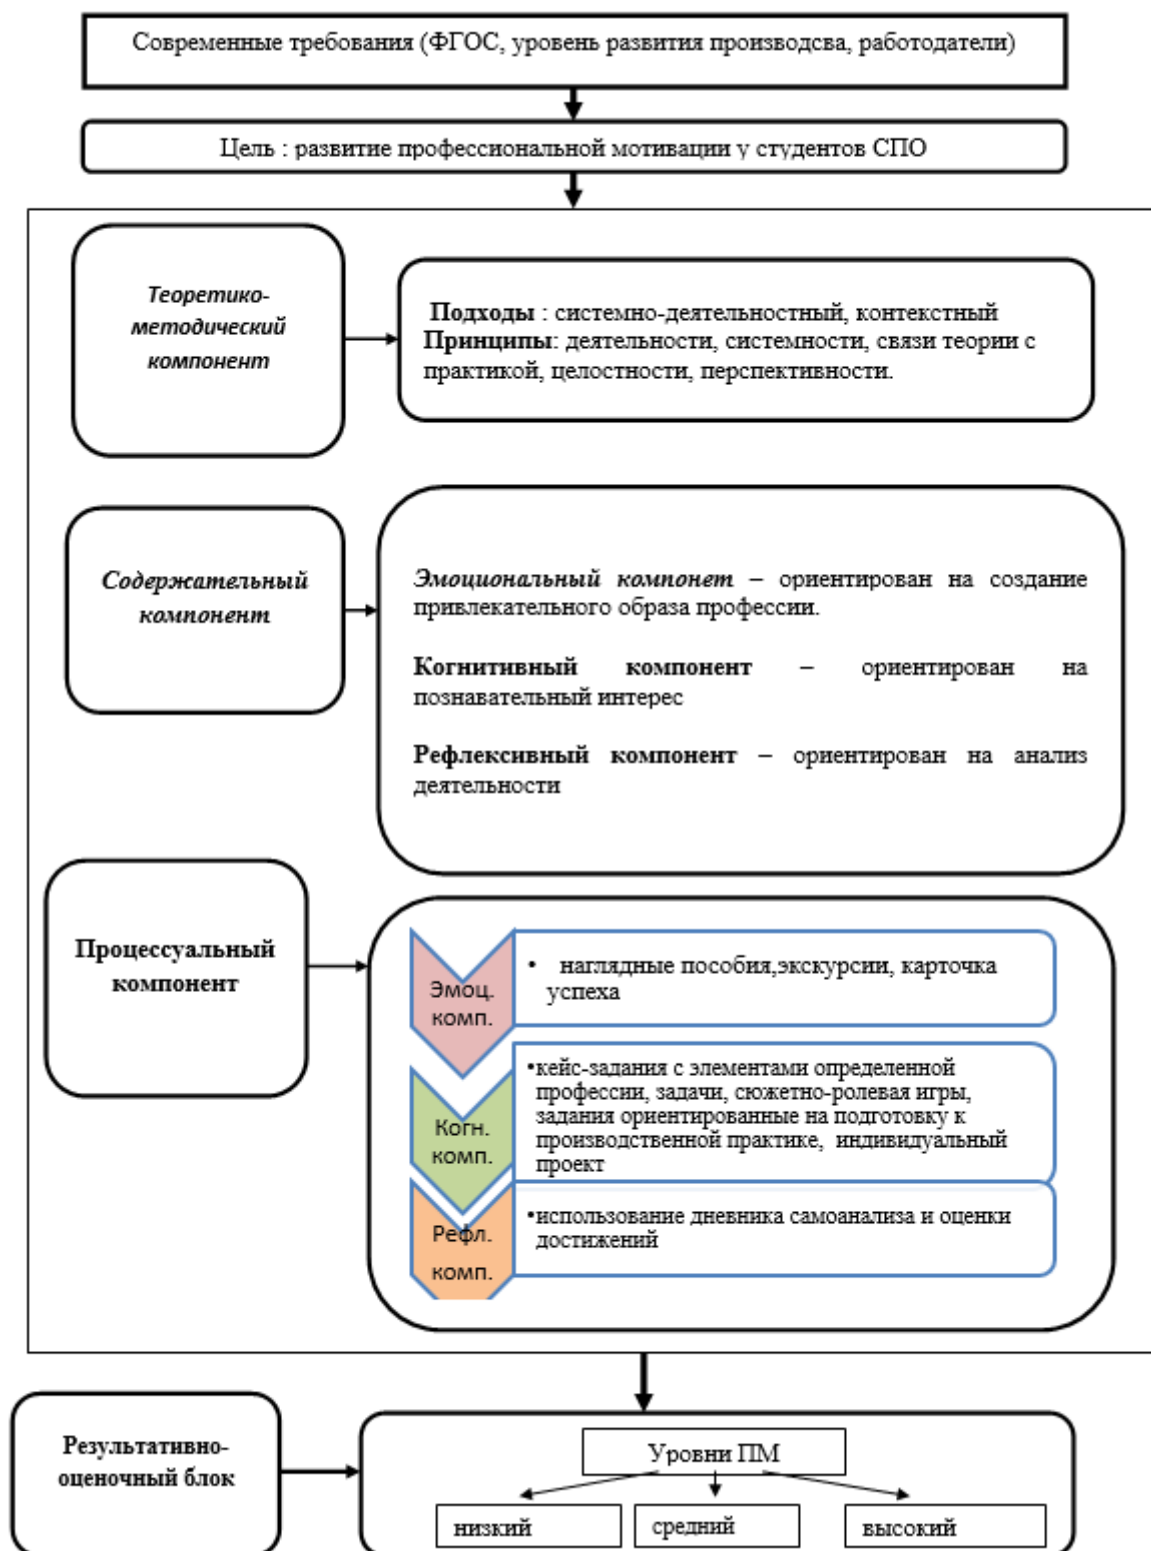 Современные требования (ФГОС, уровень развития производсва, работодатели)
Цель : развитие профессиональной мотивации у студентов СПО
Теоретико-
методический
компонент
Подходы : системно-деятельностный, контекстный
Принципы: деятельности, системности, связи теории с
практикой, целостности, перспективности.
Содержательный
компонент
Эмоциональный компонет – ориентирован на создание
привлекательного образа профессии.
Когнитивный компонент – ориентирован на
познавательный интерес
Рефлексивный компонент – ориентирован на анализ
деятельности
Процессуальный
компонент
Эмоц.
комп.
• наглядные пособия,экскурсии, карточка
успеха
Когн.
комп.
•кейс-задания с элементами определенной
профессии, задачи, сюжетно-ролевая игры,
задания ориентированные на подготовку к
производственной практике, индивидуальный
проект
Рефл.
комп.
•использование дневника самоанализа и оценки
достижений
Результативно-
оценочный блок
Уровни ПМ
низкий
средний
высокий